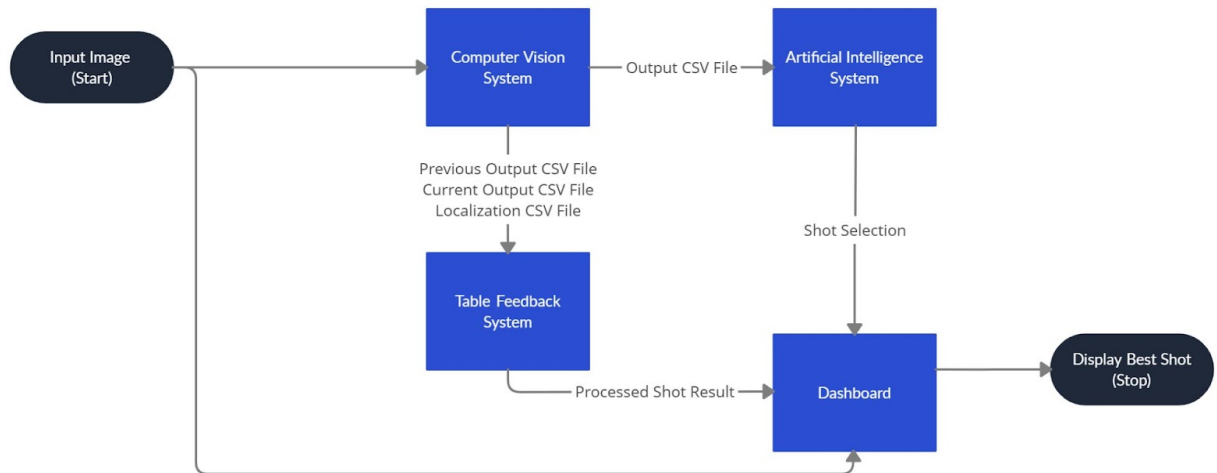 Input Image
(Start)
Computer Vision
System
Output CSV File
Artificial Intelligence
System
Previous Output CSV File
Current Output CSV File
Localization CSV File
Shot Selection
Table Feedback
System
Processed Shot Result
Dashboard
Display Best Shot
(Stop)